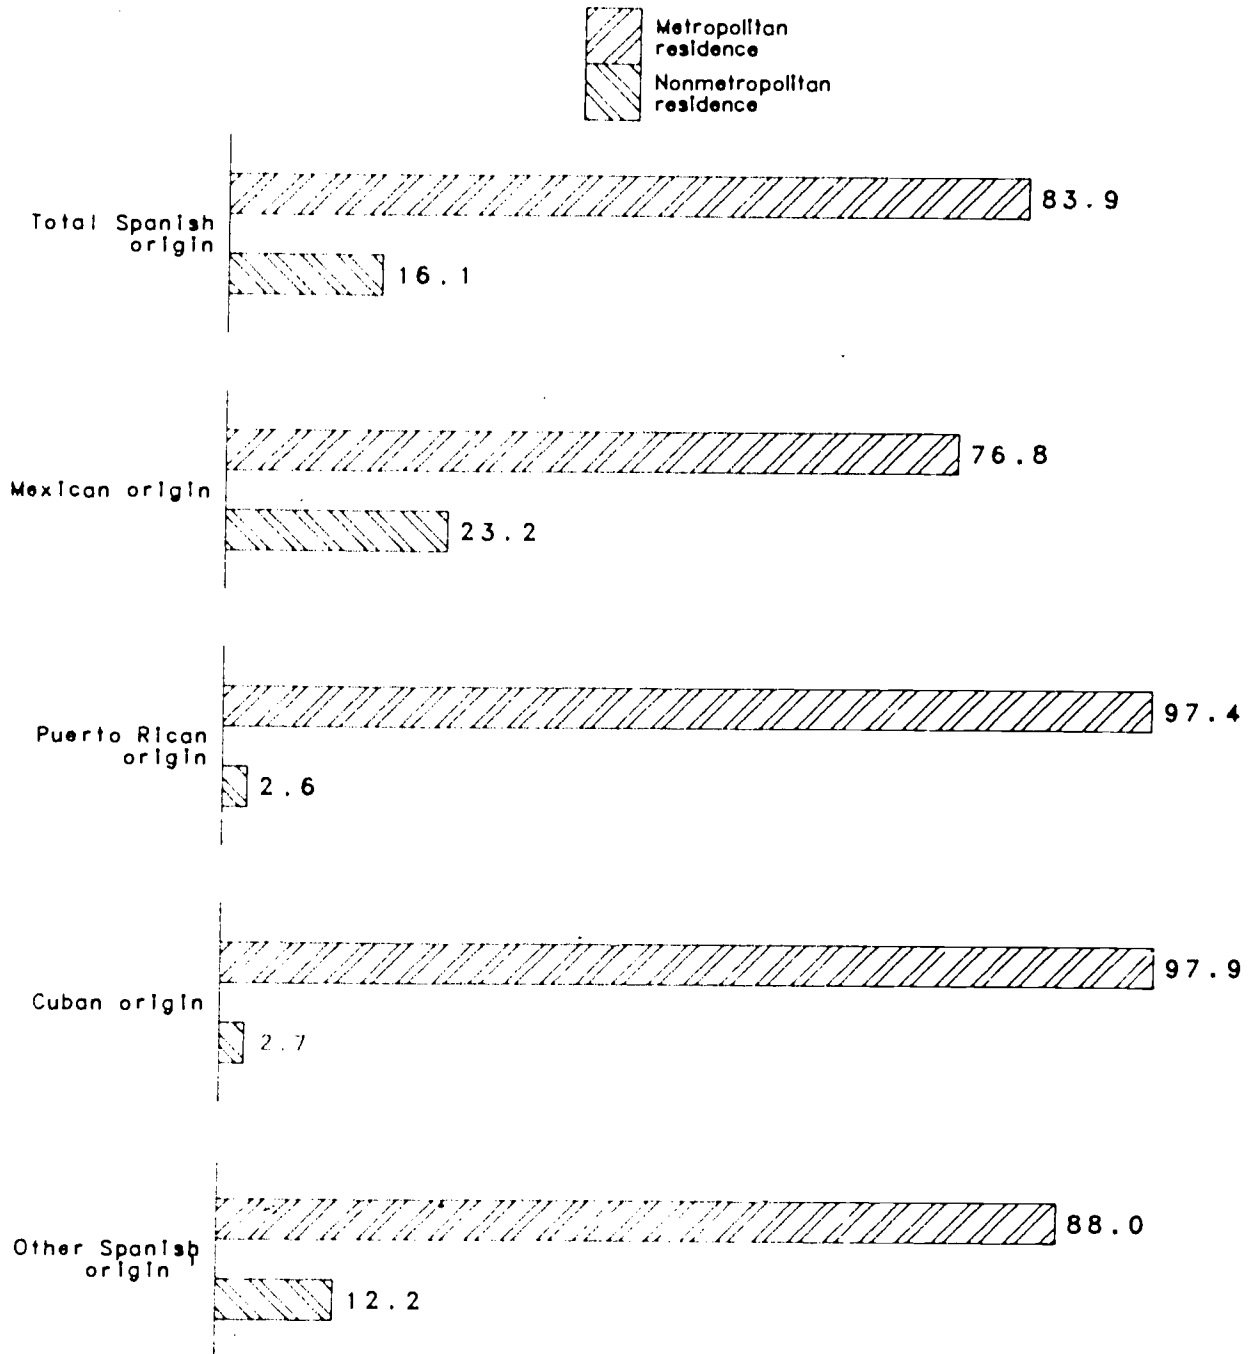 Metropolitan
residence
Nonmetropolitan
residence
83.9
Total Spanish
origin
16.1
76.8
Mexican origin
23.2
97.4
Puerto Rican
origin
2.6
97.9
Cuban origin
2.7
88.0
Other Spanish
origin
12.2